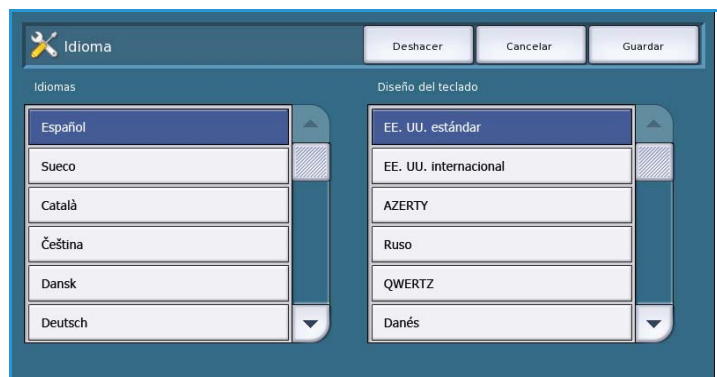 Idioma
Deshacer
Cancelar
Guardar
Idiomas
Diseño del teclado
Español
Sueco
Català
Čeština
Dansk
Deutsch
EE. UU. estándar
EE. UU. internacional
AZERTY
Ruso
QWERTZ
Danés